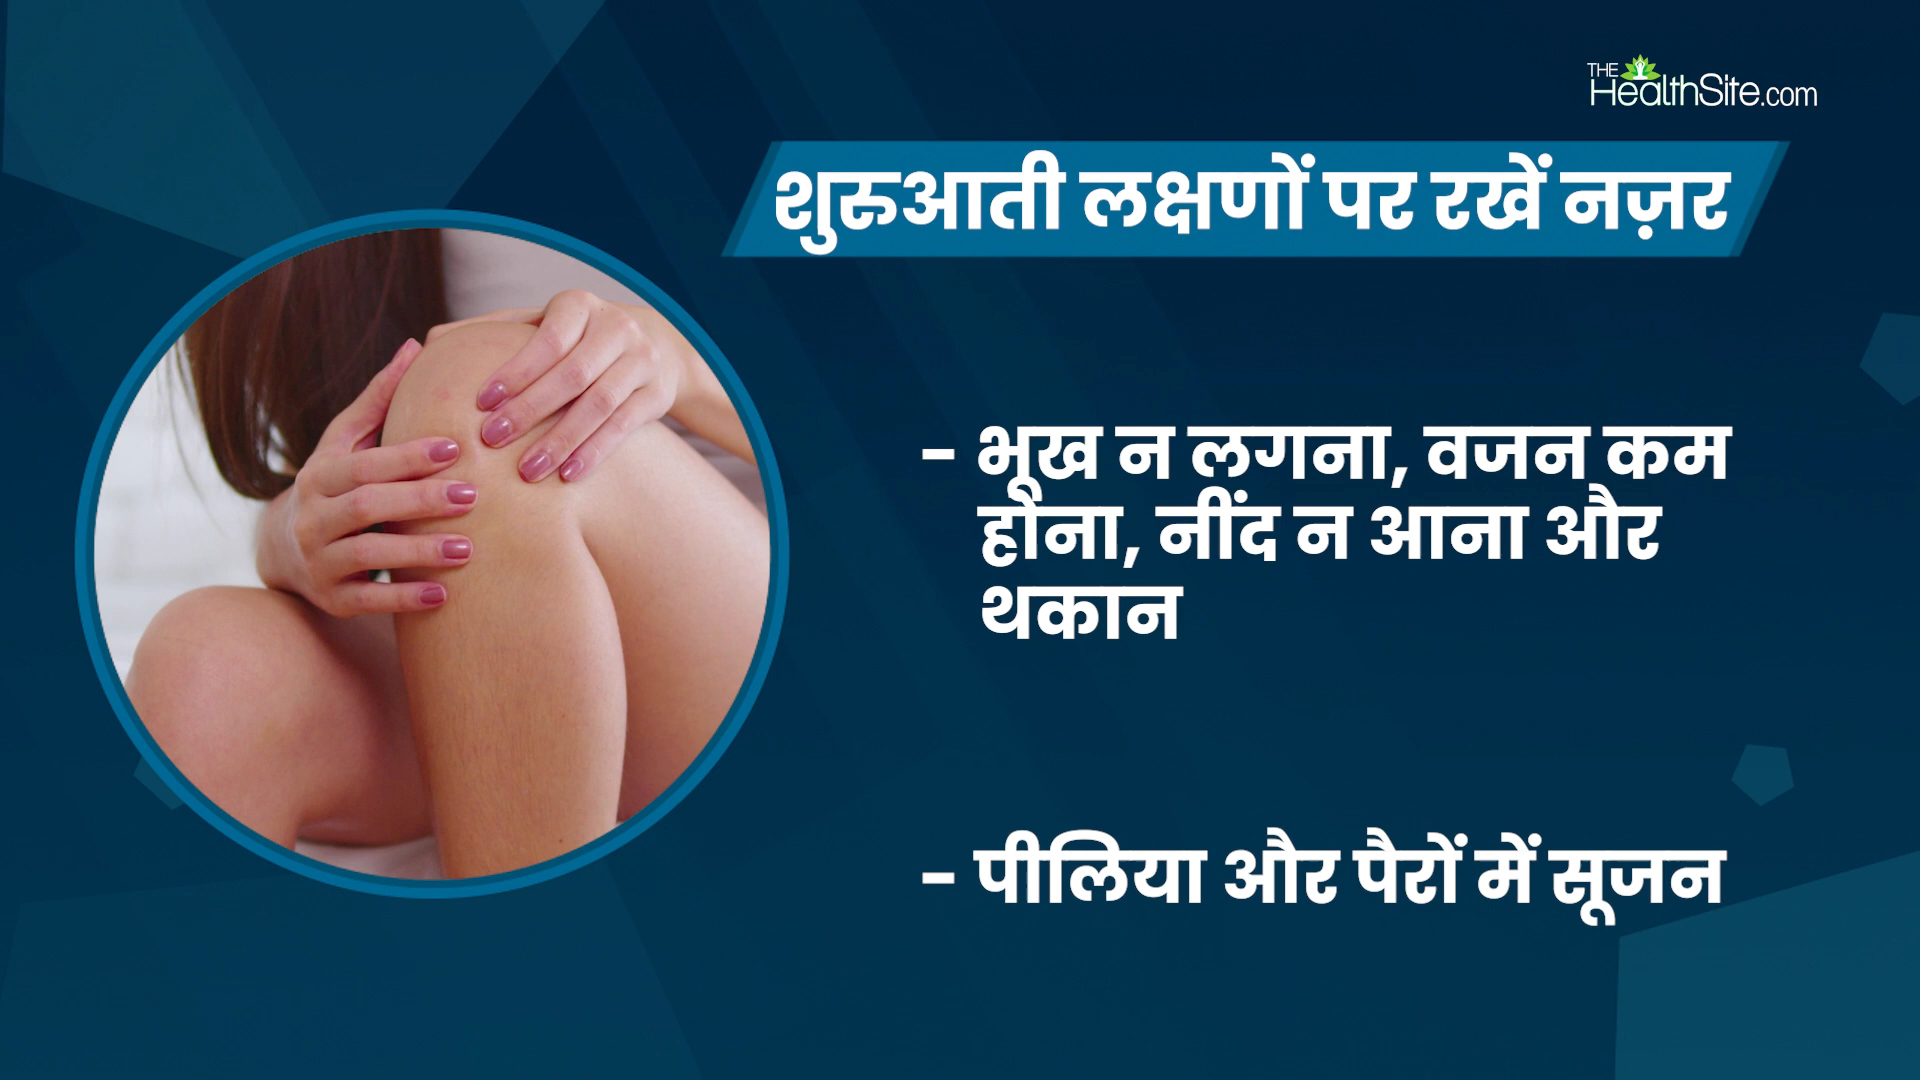 THE
HealthSite.com
शुरुआती लक्षणों पर रखें नज़र
- भूख न लगना, वजन कम
होना, नींद न आना और
थकान
- पीलिया और पैरों में सूजन